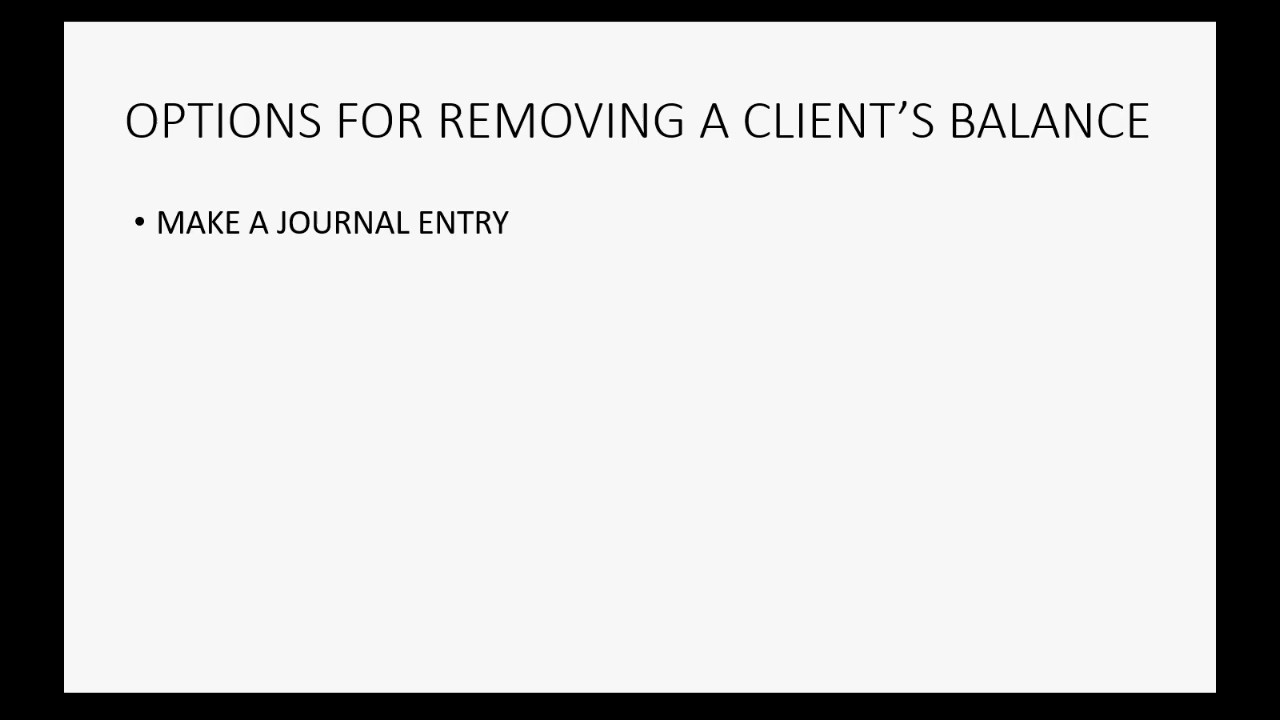 OPTIONS FOR REMOVING A CLIENT’S BALANCE
• MAKE A JOURNAL ENTRY